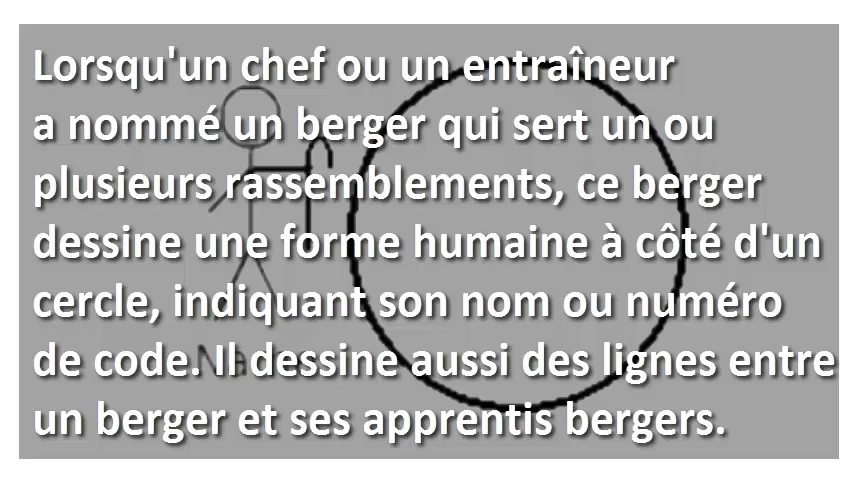 Lorsqu'un chef ou un entraîneur
a nommé un berger qui sert un ou
plusieurs rassemblements, ce berger
dessine une forme humaine à côté d'un
cercle, indiquant son nom ou numéro
de code. Il dessine aussi des lignes entre
un berger et ses apprentis bergers.